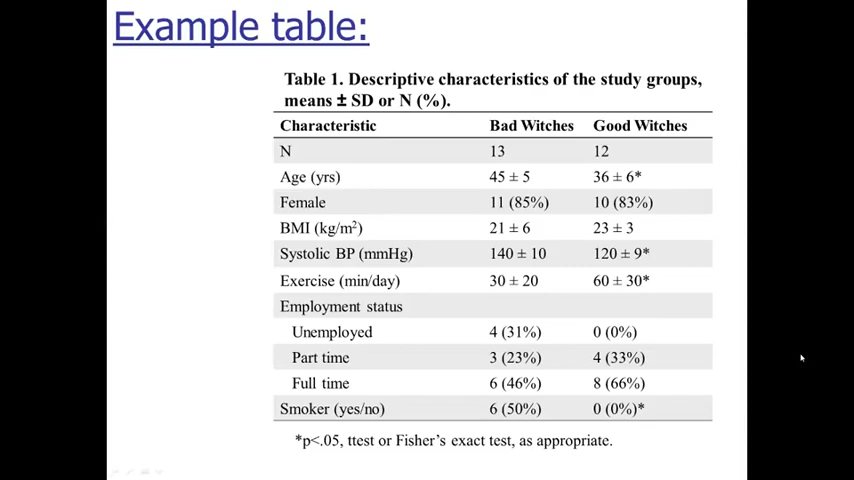 Example table:
Table 1. Descriptive characteristics of the study groups,
means ± SD or N (%).
Characteristic Bad Witches Good Witches
N 13 12
Age (yrs) 45 ± 5 36 ± 6*
Female 11 (85%) 10 (83%)
BMI (kg/m²) 21 ± 6 23 ± 3
Systolic BP (mmHg) 140 ± 10 120 ± 9*
Exercise (min/day) 30 ± 20 60 ± 30*
Employment status
Unemployed 4 (31%) 0 (0%)
Part time 3 (23%) 4 (33%)
Full time 6 (46%) 8 (66%)
Smoker (yes/no) 6 (50%) 0 (0%)*
*p<.05, ttest or Fisher's exact test, as appropriate.